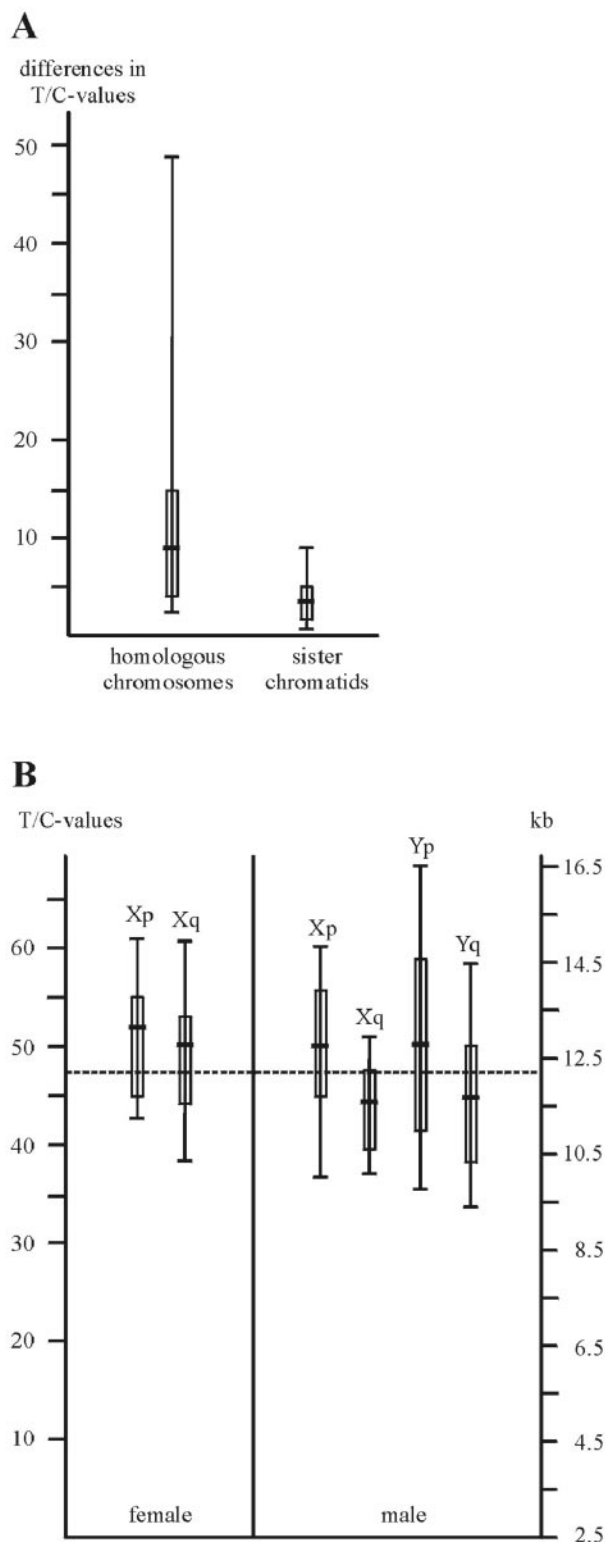 A
differences in
T/C-values
50
40
30
20
10
homologous
chromosomes
sister
chromatids
B
T/C-values
kb
60
50
40
30
20
10
Xp
Xq
Xp
Xq
Yp
Yq
16.5
14.5
12.5
10.5
8.5
6.5
4.5
2.5
female
male